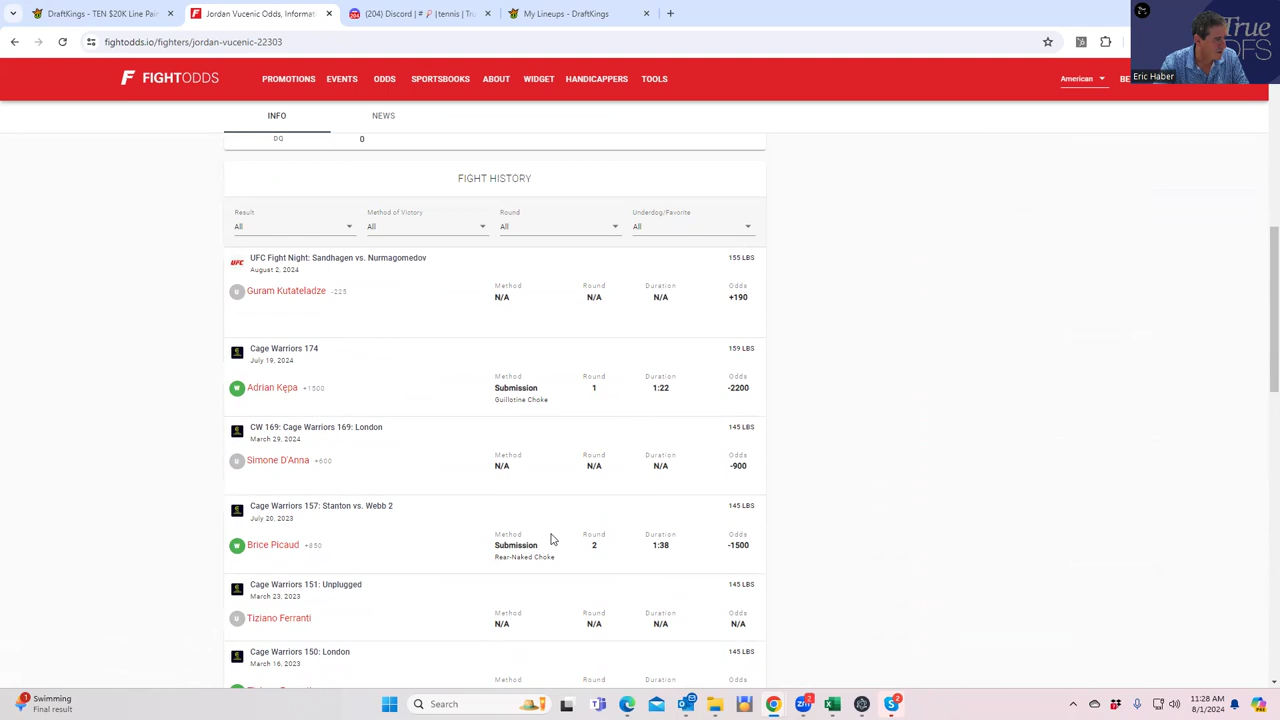 DraftKings - TEN $20K Line Pai
Jordan Vucenic Odds, Informat
(204) Discord | # | tennis | Tr
My Lineups - DraftKings
fightodds.io/fighters/jordan-vucenic-22303
True
DFS
Eric Haber
FIGHTODDS
PROMOTIONS EVENTS ODDS SPORTSBOOKS ABOUT WIDGET HANDICAPPERS TOOLS
American
BE
INFO NEWS
DQ 0
FIGHT HISTORY
Result Method of Victory Round Underdog/Favorite
All All All All
UFC UFC Fight Night: Sandhagen vs. Nurmagomedov 155 LBS
August 2, 2024
U Guram Kutateladze -225
Method Round Duration Odds
N/A N/A N/A +190
Cage Warriors 174 159 LBS
July 19, 2024
Method Round Duration Odds
W Adrian Kępa +1500 Submission 1 1:22 -2200
Guillotine Choke
CW 169: Cage Warriors 169: London 145 LBS
March 29, 2024
Method Round Duration Odds
U Simone D'Anna +600 N/A N/A N/A -900
Cage Warriors 157: Stanton vs. Webb 2 145 LBS
July 20, 2023
Method Round Duration Odds
W Brice Picaud +850 Submission 2 1:38 -1500
Rear-Naked Choke
Cage Warriors 151: Unplugged 145 LBS
March 23, 2023
Method Round Duration Odds
U Tiziano Ferranti N/A N/A N/A N/A
Cage Warriors 150: London 145 LBS
March 16, 2023
Method Round Duration Odds
1 Swimming
Final result
Search
2
2
11:28 AM
8/1/2024